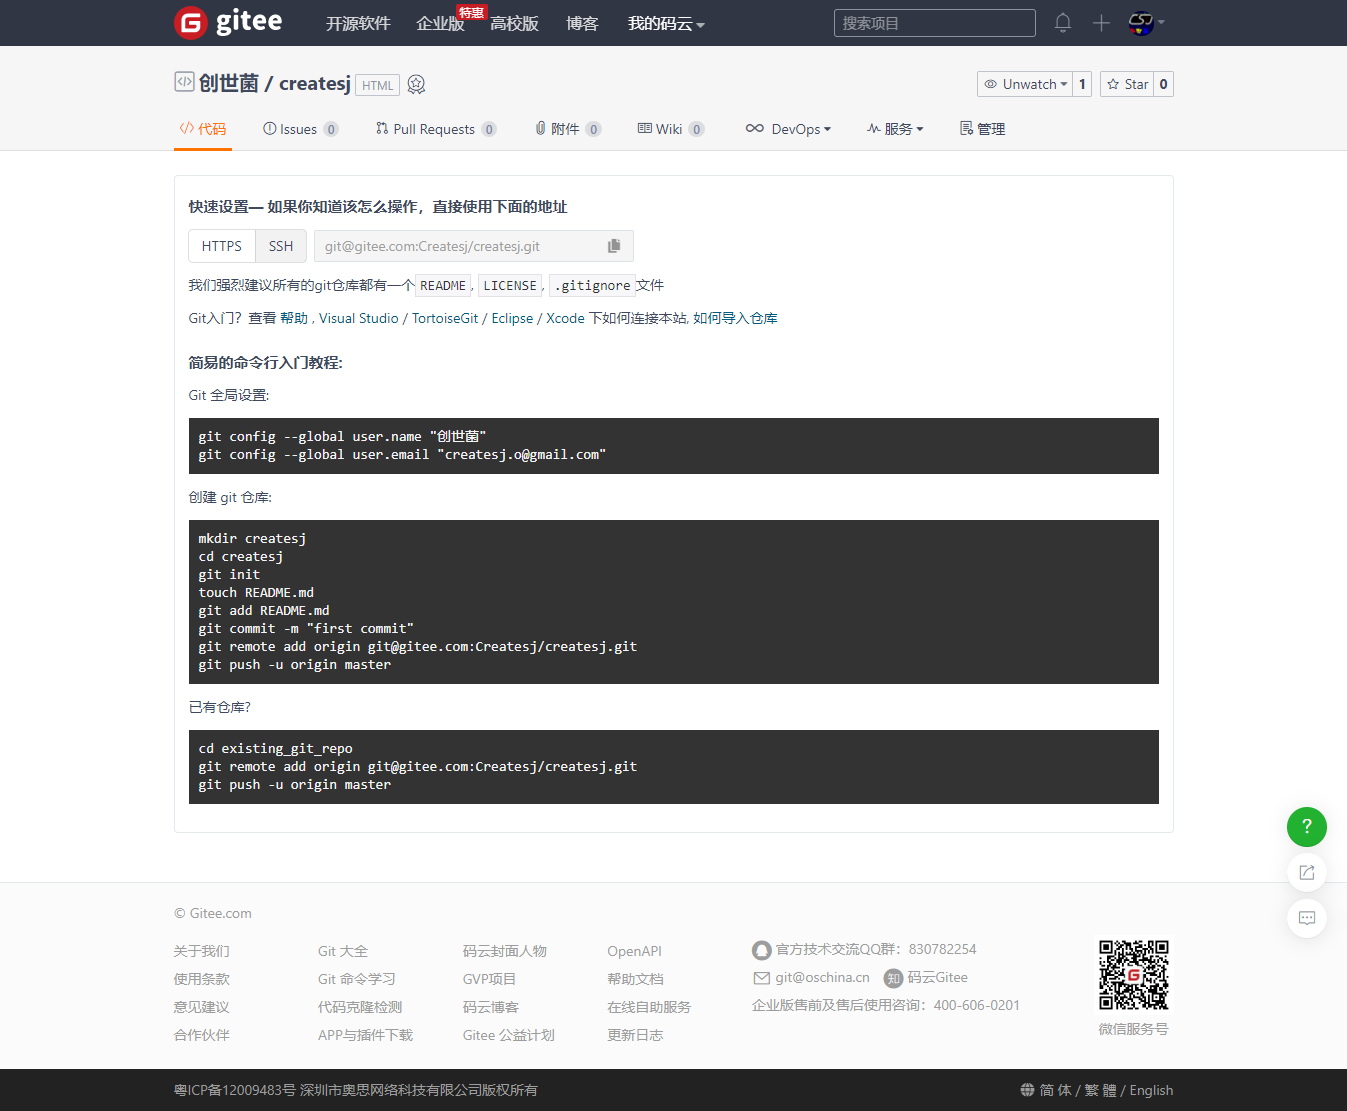 gitee 开源软件 企业版 特惠 高校版 博客 我的码云 搜索项目
创世菌 / createsj HTML Unwatch 1 Star 0
代码 Issues 0 Pull Requests 0 附件 0 Wiki 0 DevOps 服务 管理
快速设置— 如果你知道该怎么操作，直接使用下面的地址
HTTPS SSH git@gitee.com:Createsj/createsj.git
我们强烈建议所有的git仓库都有一个 README, LICENSE, .gitignore 文件
Git入门？查看 帮助 , Visual Studio / TortoiseGit / Eclipse / Xcode 下如何连接本站, 如何导入仓库
简易的命令行入门教程:
Git 全局设置:
git config --global user.name "创世菌"
git config --global user.email "createsj.o@gmail.com"
创建 git 仓库:
mkdir createsj
cd createsj
git init
touch README.md
git add README.md
git commit -m "first commit"
git remote add origin git@gitee.com:Createsj/createsj.git
git push -u origin master
已有仓库?
cd existing_git_repo
git remote add origin git@gitee.com:Createsj/createsj.git
git push -u origin master
?
© Gitee.com
关于我们 Git 大全 码云封面人物 OpenAPI 官方技术交流QQ群：830782254
使用条款 Git 命令学习 GVP项目 帮助文档 git@oschina.cn 知 码云Gitee
意见建议 代码克隆检测 码云博客 在线自助服务 企业版售前及售后使用咨询：400-606-0201
合作伙伴 APP与插件下载 Gitee 公益计划 更新日志 微信服务号
粤ICP备12009483号 深圳市奥思网络科技有限公司版权所有 简 体 / 繁 體 / English